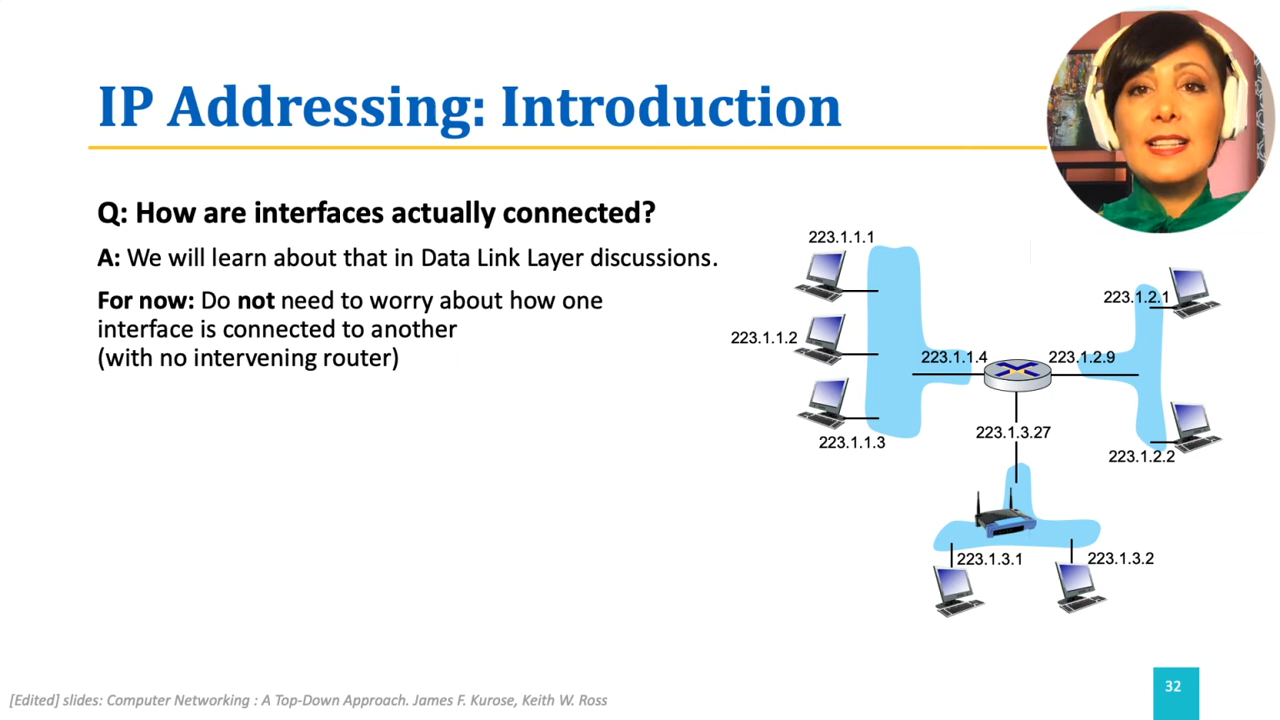 IP Addressing: Introduction
Q: How are interfaces actually connected?
A: We will learn about that in Data Link Layer discussions.
For now: Do not need to worry about how one
interface is connected to another
(with no intervening router)
223.1.1.1
223.1.1.2
223.1.1.3
223.1.1.4
223.1.2.9
223.1.2.1
223.1.2.2
223.1.3.27
223.1.3.1
223.1.3.2
[Edited] slides: Computer Networking : A Top-Down Approach. James F. Kurose, Keith W. Ross
32